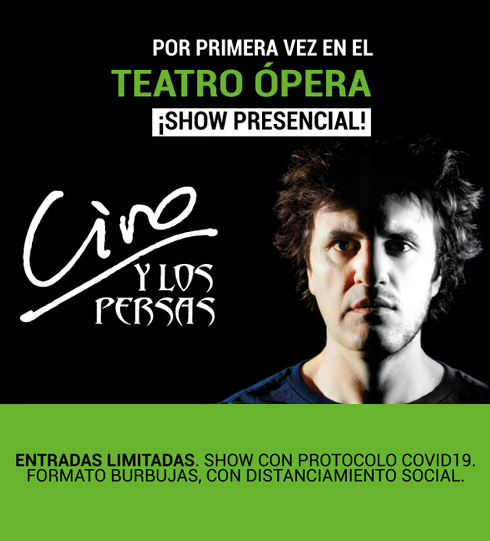 POR PRIMERA VEZ EN EL
TEATRO ÓPERA
¡SHOW PRESENCIAL!
Ciro
Y LOS
PERSAS
ENTRADAS LIMITADAS. SHOW CON PROTOCOLO COVID19.
FORMATO BURBUJAS, CON DISTANCIAMIENTO SOCIAL.